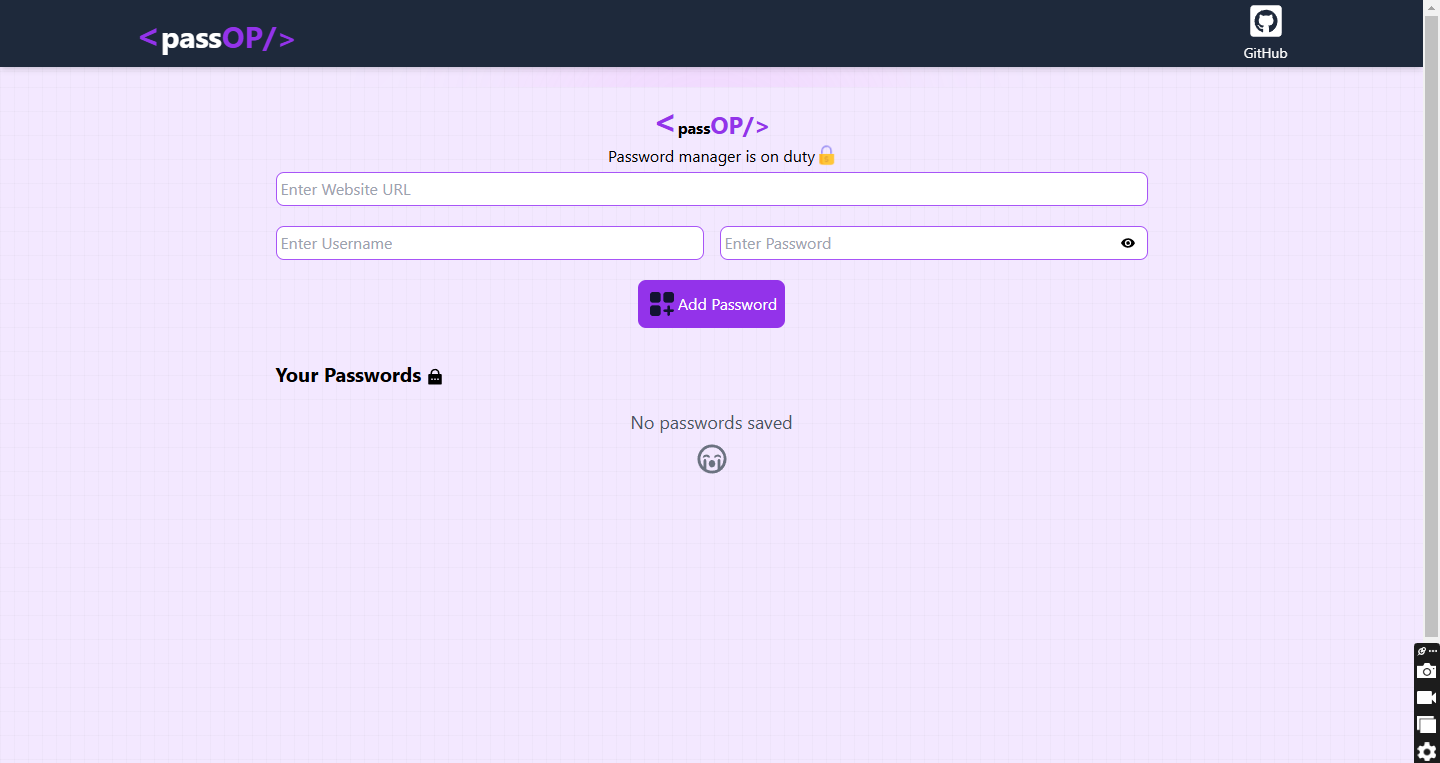 <passOP/>
GitHub
<passOP/>
Password manager is on duty
Enter Website URL
Enter Username
Enter Password
Add Password
Your Passwords
No passwords saved